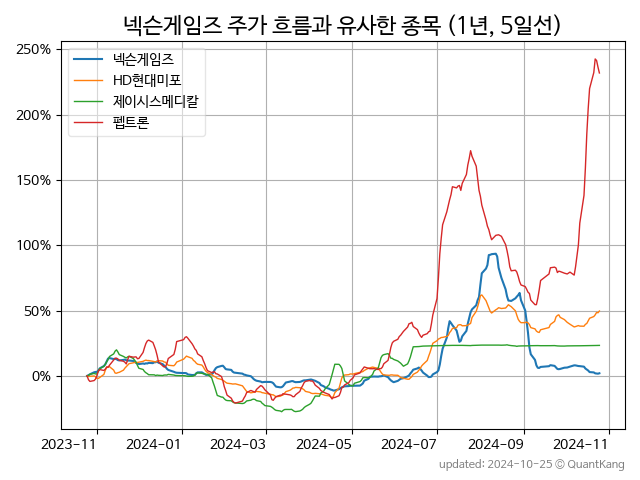 넥슨게임즈 주가 흐름과 유사한 종목 (1년, 5일선)
250%
200%
150%
100%
50%
0%
넥슨게임즈
HD현대미포
제이시스메디칼
펩트론
2023-11 2024-01 2024-03 2024-05 2024-07 2024-09 2024-11
updated: 2024-10-25 © QuantKang